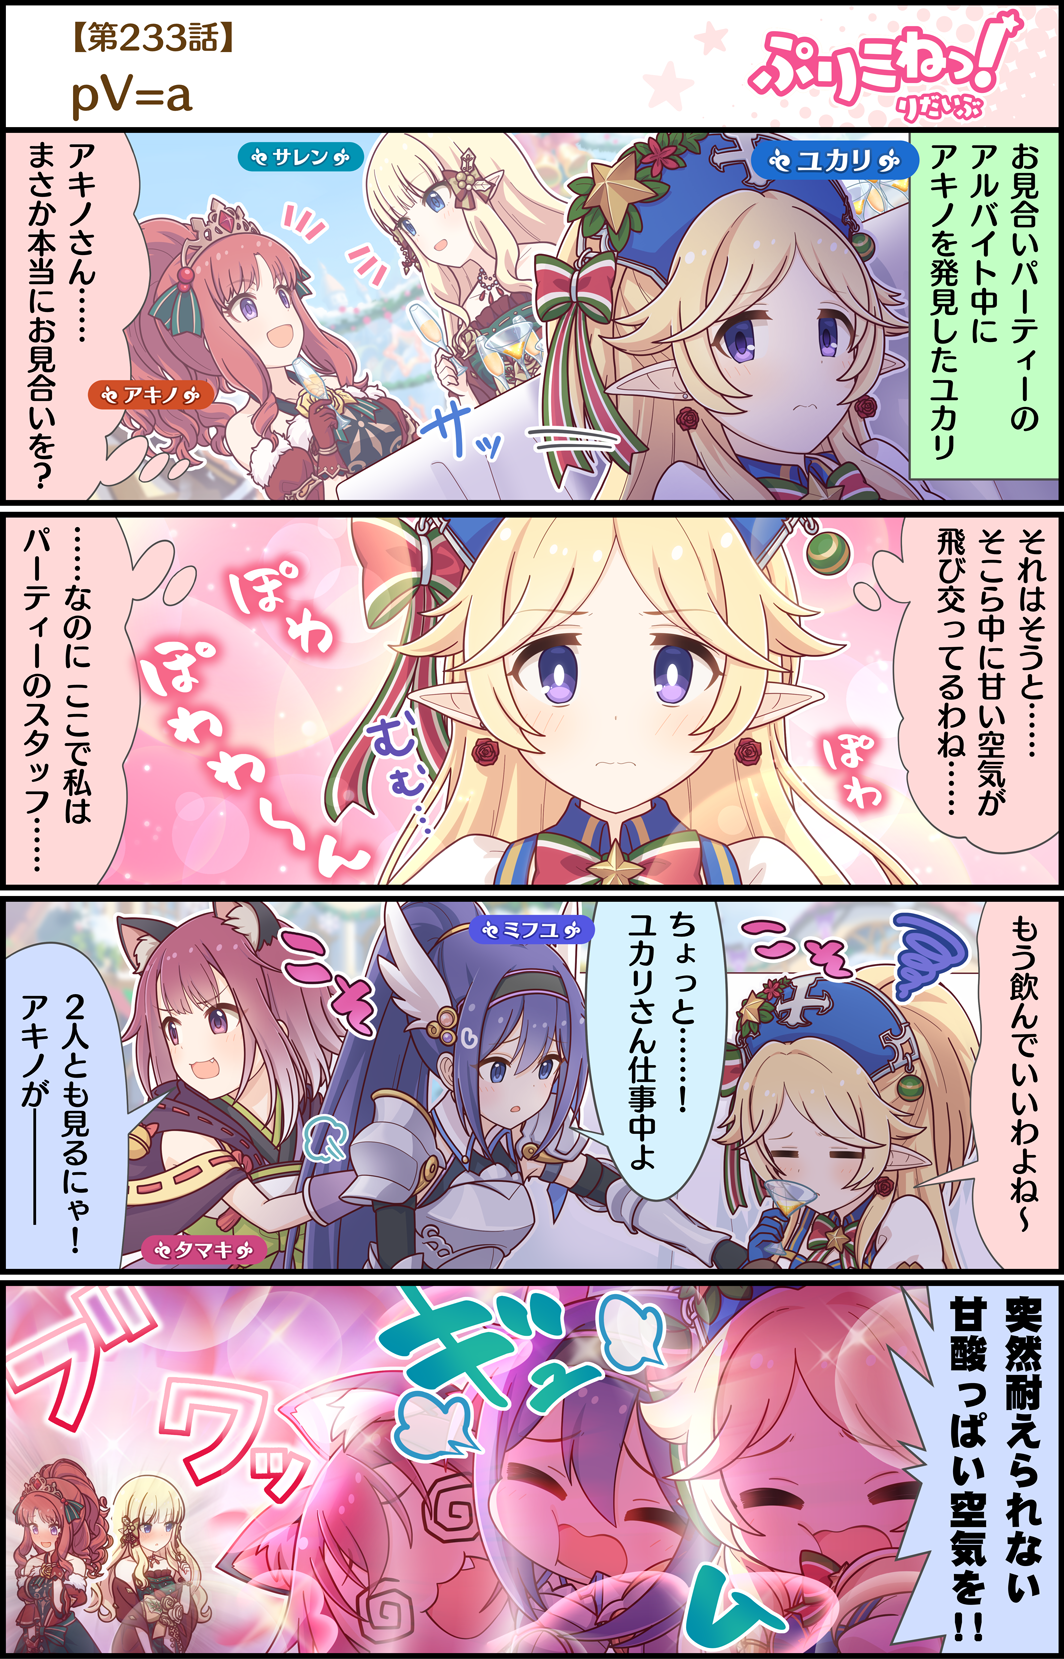 【第233話】
pV=a
ぷりこねっ!
りだいぶ
お見合いパーティーの
アルバイト中に
アキノを発見したユカリ
ユカリ
サレン
アキノ
サッ
アキノさん……
まさか本当にお見合いを?
それはそうと……
そこら中に甘い空気が
飛び交ってるわね……
ぽわ
むむ…
ぽわ
ぽわわ〜ん
……なのに ここで私は
パーティーのスタッフ……
もう飲んでいいわよね〜
こそ
ちょっと……!
ユカリさん仕事中よ
ミフユ
こそ
タマキ
2人とも見るにゃ!
アキノが――
突然耐えられない
甘酸っぱい空気を!!
ギュ
ブワッ
レ